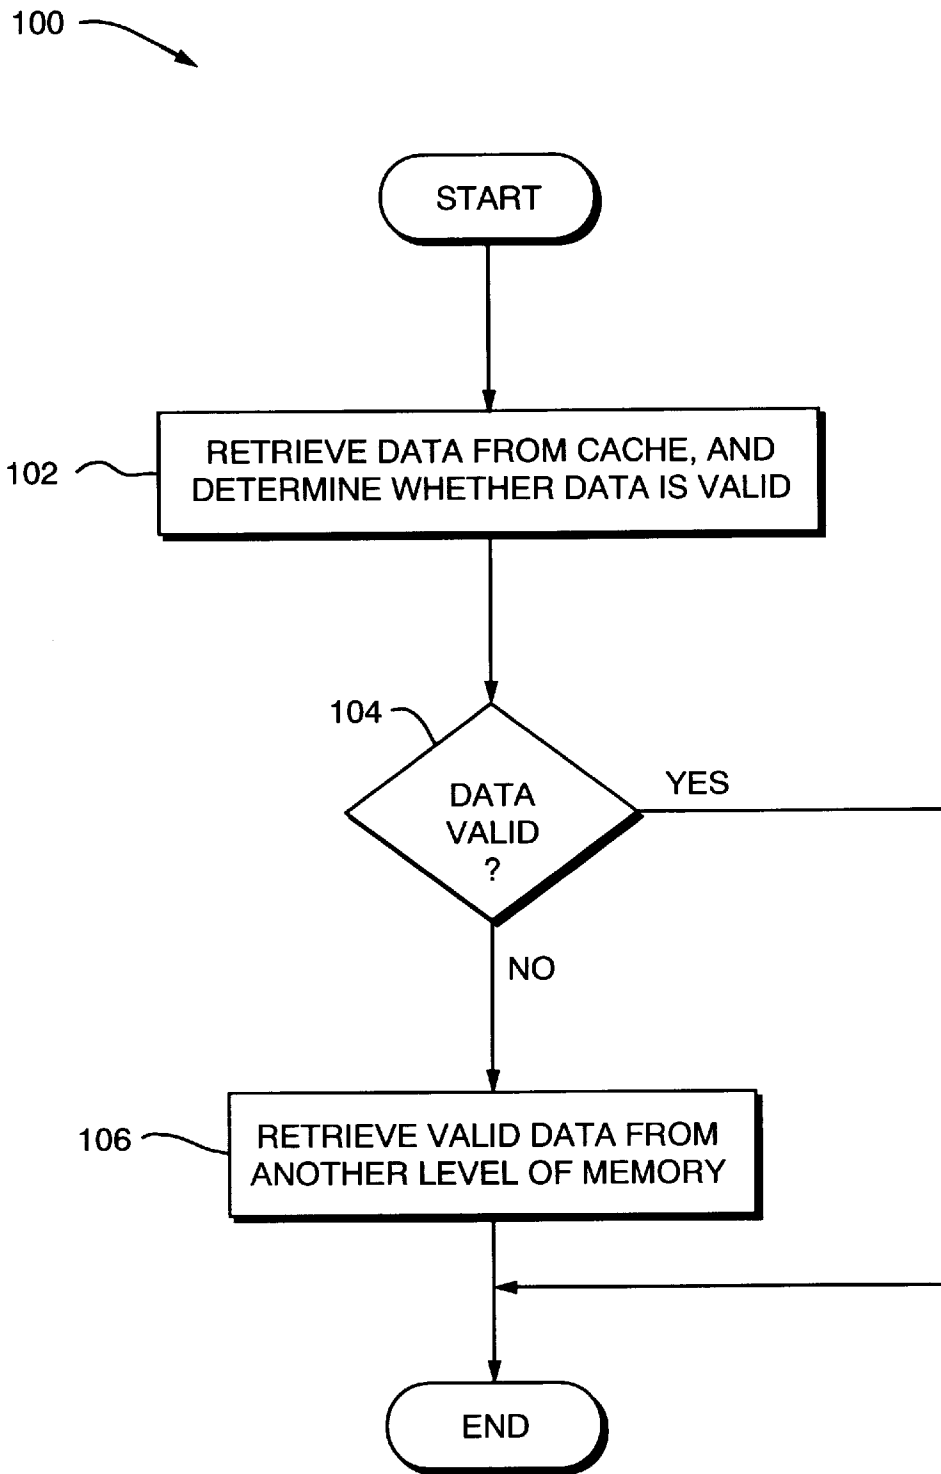 100
START
102
RETRIEVE DATA FROM CACHE, AND
DETERMINE WHETHER DATA IS VALID
104
DATA
VALID
?
YES
NO
106
RETRIEVE VALID DATA FROM
ANOTHER LEVEL OF MEMORY
END